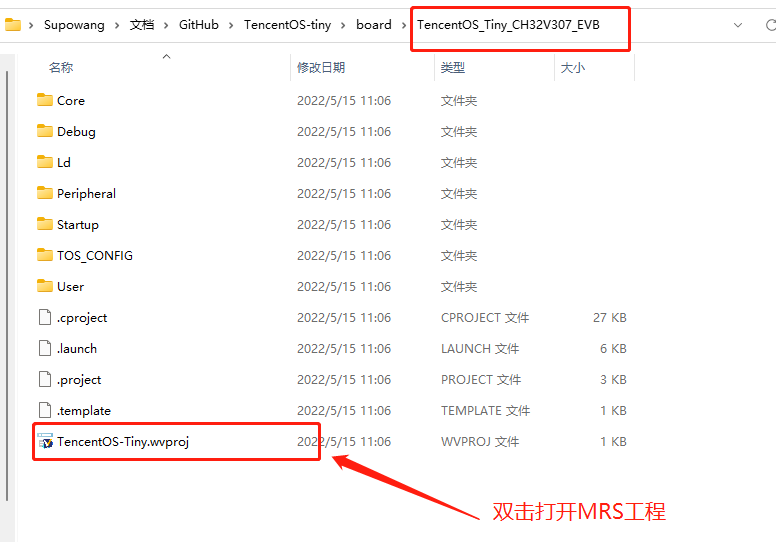 Supowang > 文档 > GitHub > TencentOS-tiny > board > TencentOS_Tiny_CH32V307_EVB
名称 修改日期 类型 大小
Core 2022/5/15 11:06 文件夹
Debug 2022/5/15 11:06 文件夹
Ld 2022/5/15 11:06 文件夹
Peripheral 2022/5/15 11:06 文件夹
Startup 2022/5/15 11:06 文件夹
TOS_CONFIG 2022/5/15 11:06 文件夹
User 2022/5/15 11:06 文件夹
.cproject 2022/5/15 11:06 CPROJECT 文件 27 KB
.launch 2022/5/15 11:06 LAUNCH 文件 6 KB
.project 2022/5/15 11:06 PROJECT 文件 3 KB
.template 2022/5/15 11:06 TEMPLATE 文件 1 KB
TencentOS-Tiny.wvproj 2022/5/15 11:06 WVPROJ 文件 1 KB
双击打开MRS工程